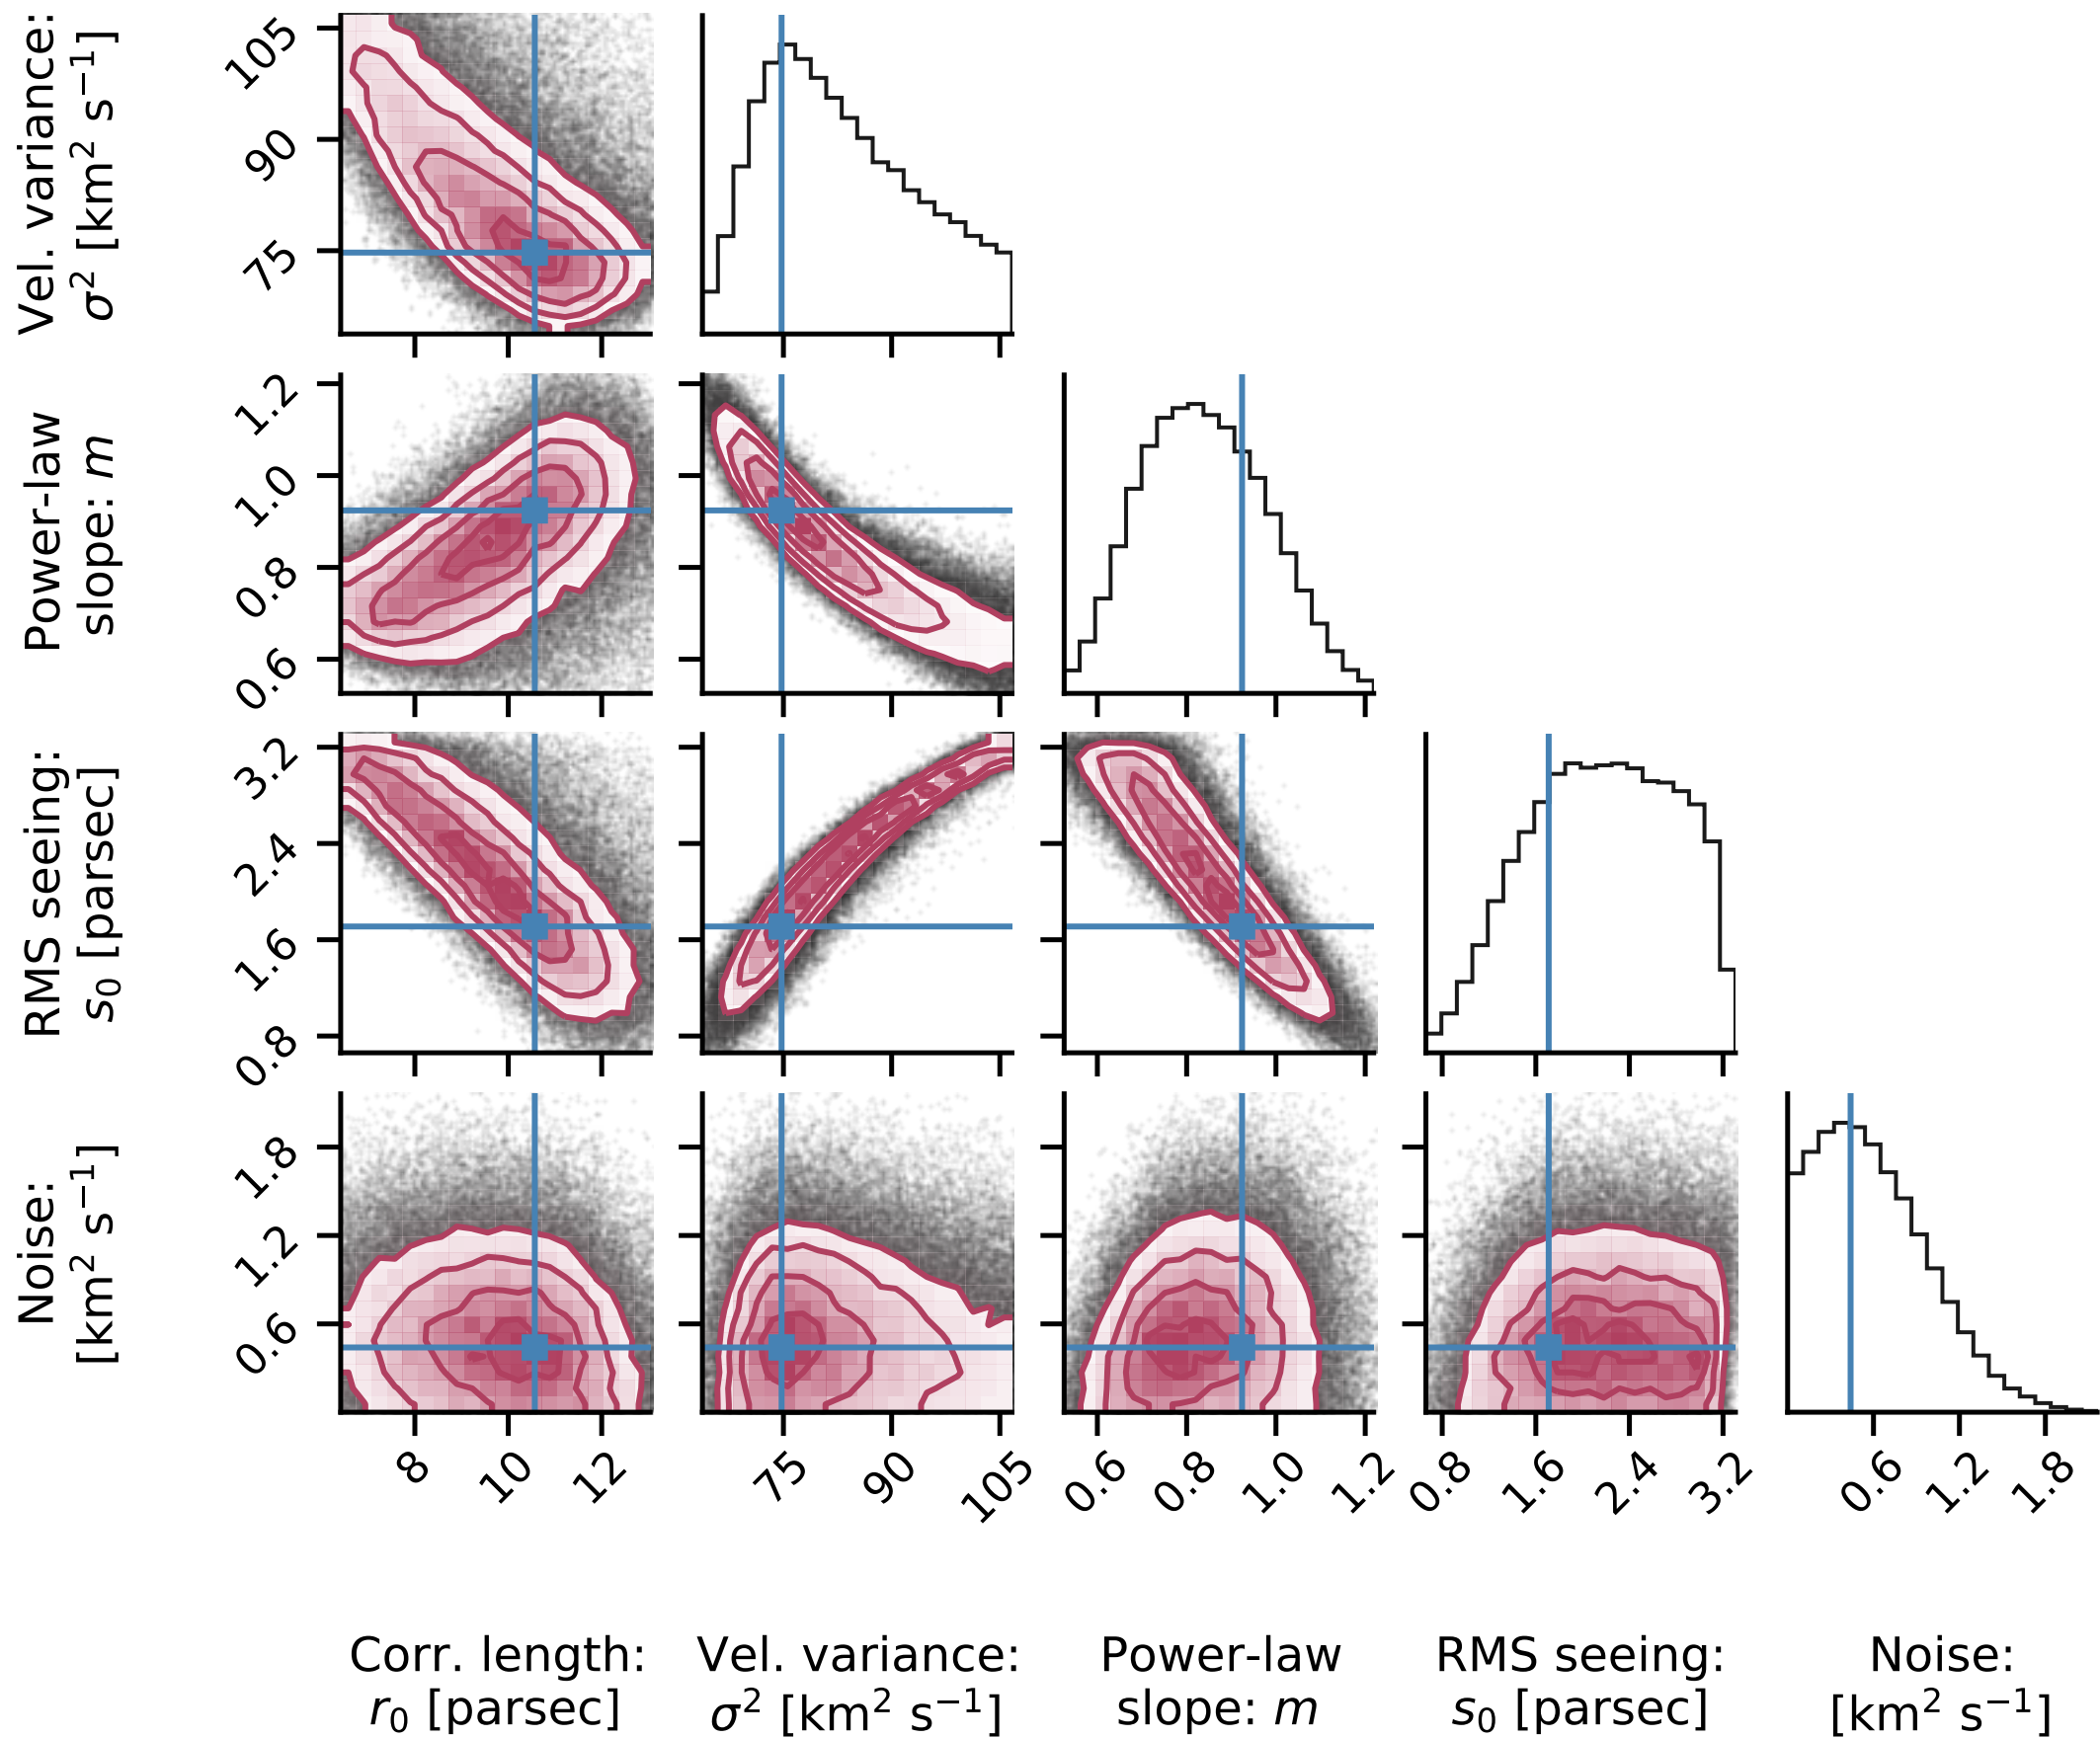 Vel. variance:
σ² [km² s⁻¹]
105
90
75
Power-law
slope: m
1.2
1.0
0.8
0.6
RMS seeing:
s₀ [parsec]
3.2
2.4
1.6
0.8
Noise:
[km² s⁻¹]
1.8
1.2
0.6
8 10 12 75 90 105 0.6 0.8 1.0 1.2 0.8 1.6 2.4 3.2 0.6 1.2 1.8
Corr. length: Vel. variance: Power-law RMS seeing: Noise:
r₀ [parsec] σ² [km² s⁻¹] slope: m s₀ [parsec] [km² s⁻¹]